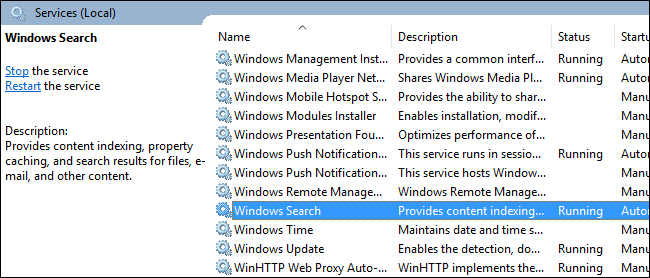 Services (Local)
Windows Search
Stop the service
Restart the service
Description:
Provides content indexing, property
caching, and search results for files, e-
mail, and other content.
Name Description Status Startu
Windows Management Inst... Provides a common interf... Running Autor
Windows Media Player Net... Shares Windows Media Pl... Running Autor
Windows Mobile Hotspot S... Provides the ability to shar... Manu
Windows Modules Installer Enables installation, modif... Manu
Windows Presentation Fou... Optimizes performance of... Manu
Windows Push Notification... This service runs in sessio... Running Autor
Windows Push Notification... This service hosts Window... Manu
Windows Remote Manage... Windows Remote Manage... Manu
Windows Search Provides content indexing... Running Autor
Windows Time Maintains date and time s... Manu
Windows Update Enables the detection, do... Running Manu
WinHTTP Web Proxy Auto-... WinHTTP implements the... Running Manu